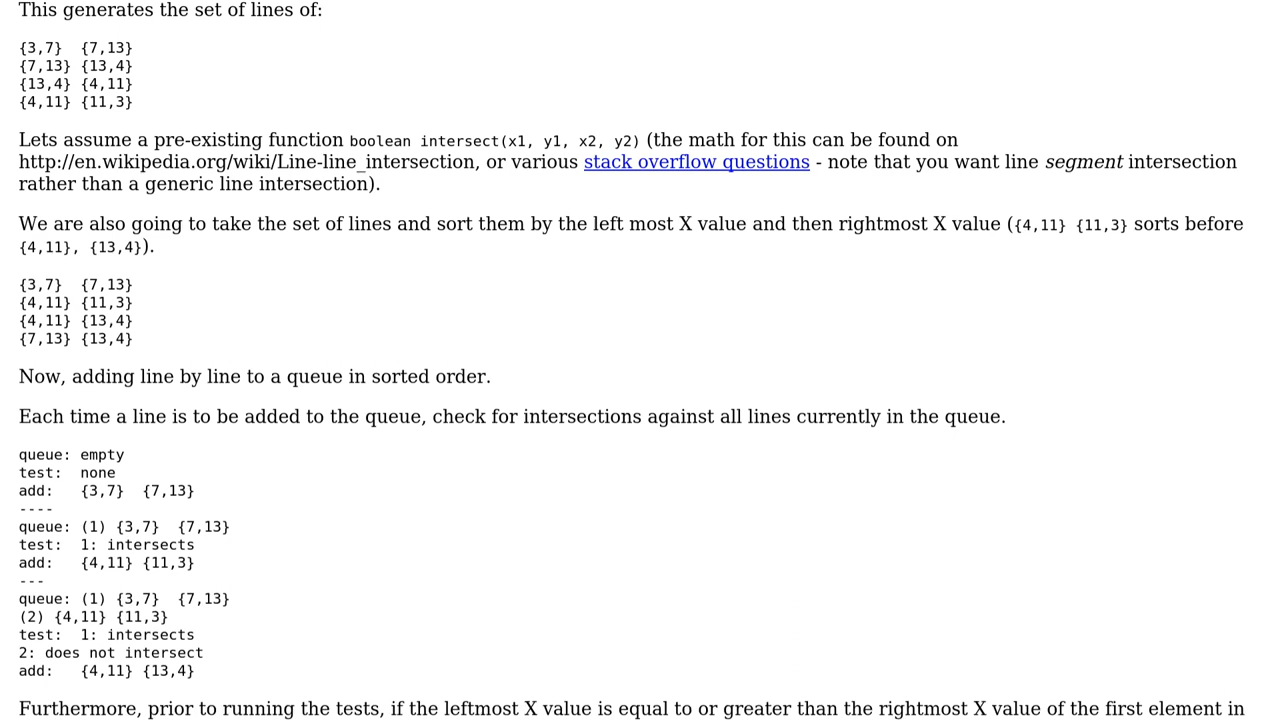 This generates the set of lines of:
{3,7}  {7,13}
{7,13} {13,4}
{13,4} {4,11}
{4,11} {11,3}
Lets assume a pre-existing function boolean intersect(x1, y1, x2, y2) (the math for this can be found on
http://en.wikipedia.org/wiki/Line-line_intersection, or various stack overflow questions - note that you want line segment intersection
rather than a generic line intersection).
We are also going to take the set of lines and sort them by the left most X value and then rightmost X value ({4,11} {11,3} sorts before
{4,11}, {13,4}).
{3,7}  {7,13}
{4,11} {11,3}
{4,11} {13,4}
{7,13} {13,4}
Now, adding line by line to a queue in sorted order.
Each time a line is to be added to the queue, check for intersections against all lines currently in the queue.
queue: empty
test:  none
add:   {3,7}  {7,13}
----
queue: (1) {3,7}  {7,13}
test:  1: intersects
add:   {4,11} {11,3}
---
queue: (1) {3,7}  {7,13}
(2) {4,11} {11,3}
test:  1: intersects
2: does not intersect
add:   {4,11} {13,4}
Furthermore, prior to running the tests, if the leftmost X value is equal to or greater than the rightmost X value of the first element in